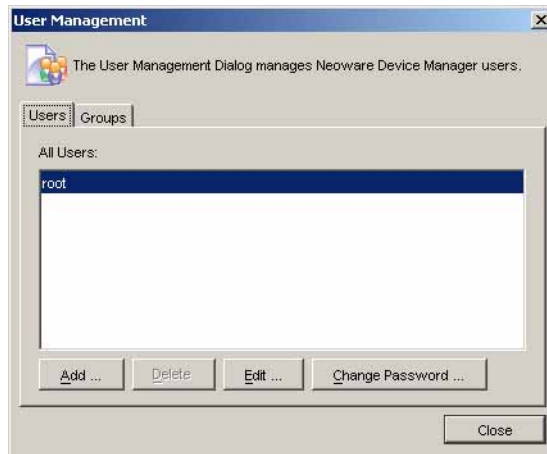 User Management
The User Management Dialog manages Neoware Device Manager users.
Users Groups
All Users:
root
Add ... Delete Edit ... Change Password ...
Close